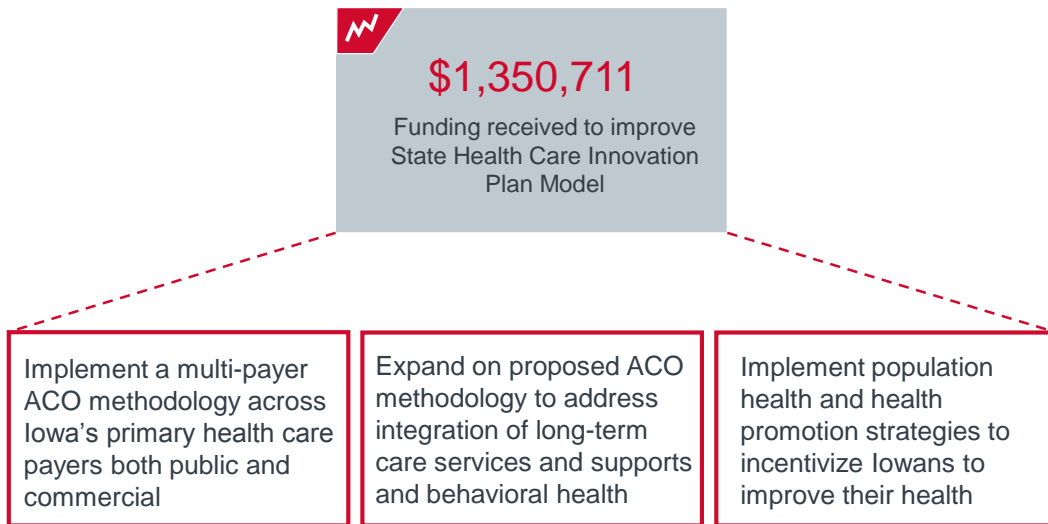 $1,350,711
Funding received to improve
State Health Care Innovation
Plan Model
Implement a multi-payer
ACO methodology across
Iowa's primary health care
payers both public and
commercial
Expand on proposed ACO
methodology to address
integration of long-term
care services and supports
and behavioral health
Implement population
health and health
promotion strategies to
incentivize Iowans to
improve their health